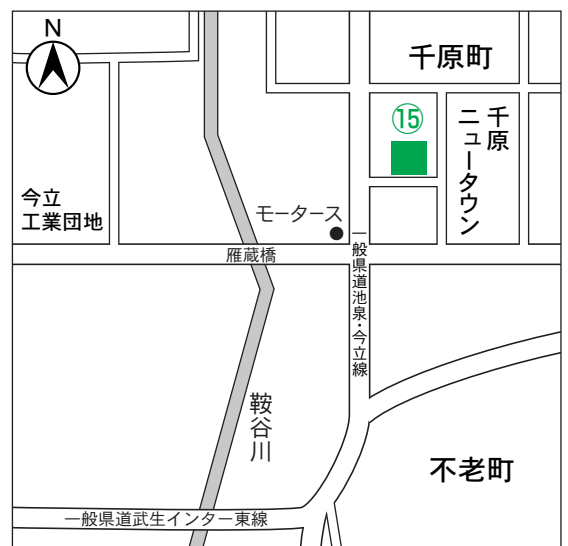 N
千原町
⑮
千原
ニュータウン
今立
工業団地
モータース
雁蔵橋
一般県道池泉・今立線
鞍谷川
不老町
一般県道武生インター東線